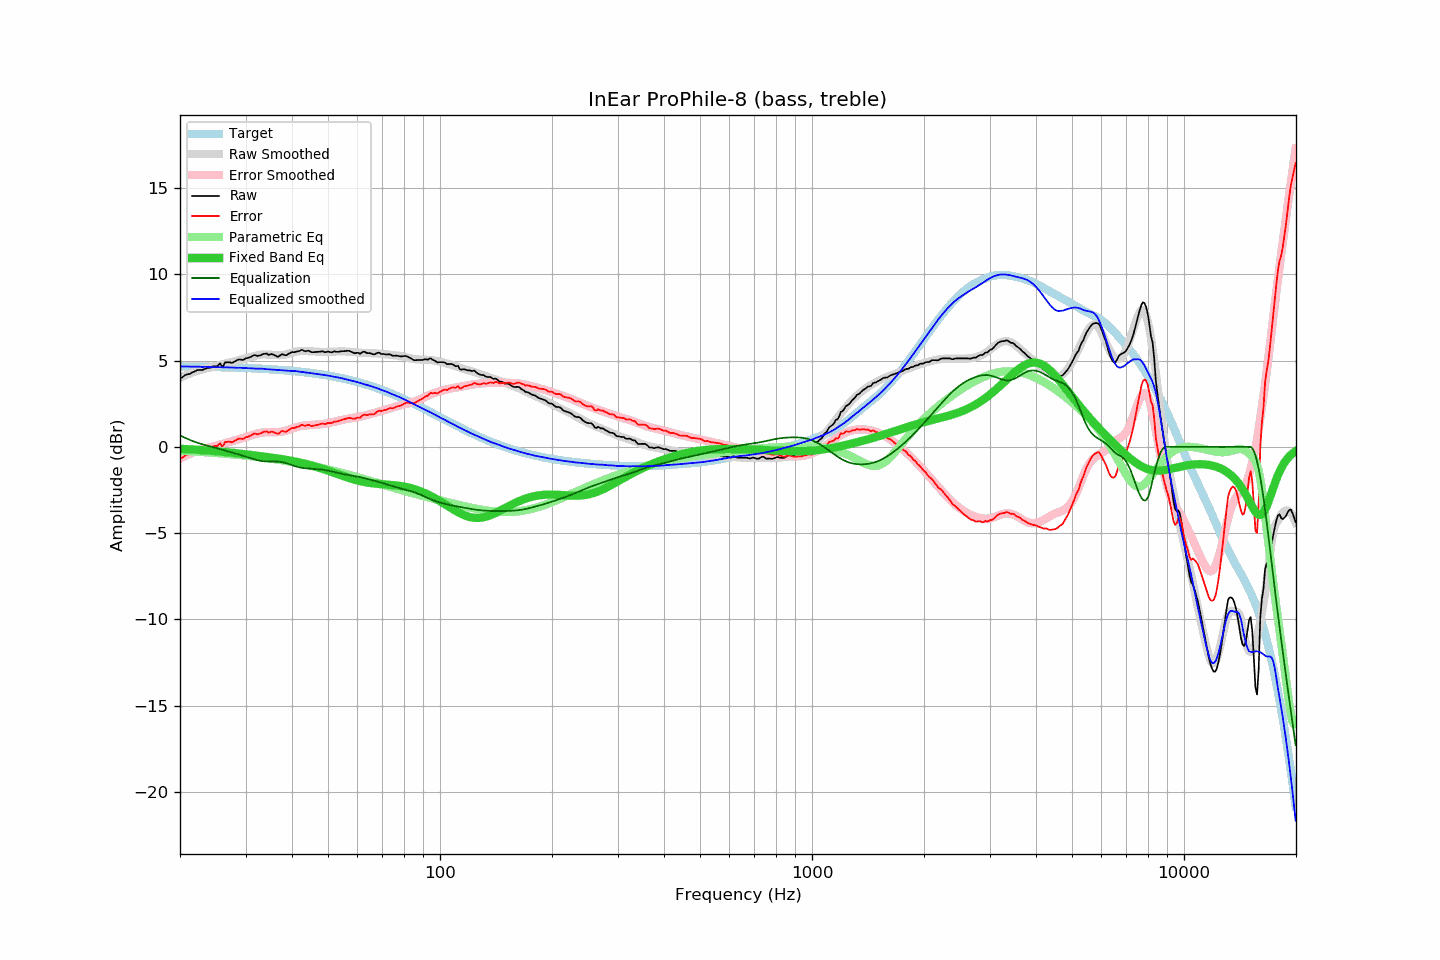 InEar ProPhile-8 (bass, treble)
Target
Raw Smoothed
Error Smoothed
Raw
Error
Parametric Eq
Fixed Band Eq
Equalization
Equalized smoothed
15
10
5
0
−5
−10
−15
−20
Amplitude (dBr)
100
1000
10000
Frequency (Hz)